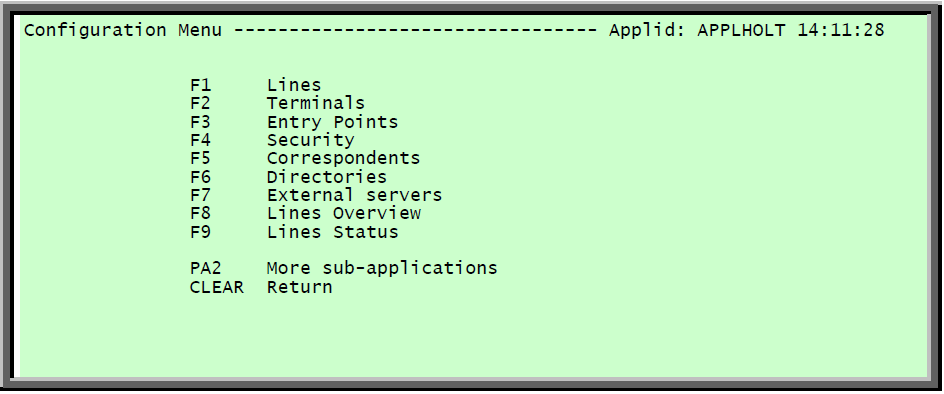 Configuration Menu --------------------------------- Applid: APPLHOLT 14:11:28
F1 Lines
F2 Terminals
F3 Entry Points
F4 Security
F5 Correspondents
F6 Directories
F7 External servers
F8 Lines Overview
F9 Lines Status
PA2 More sub-applications
CLEAR Return